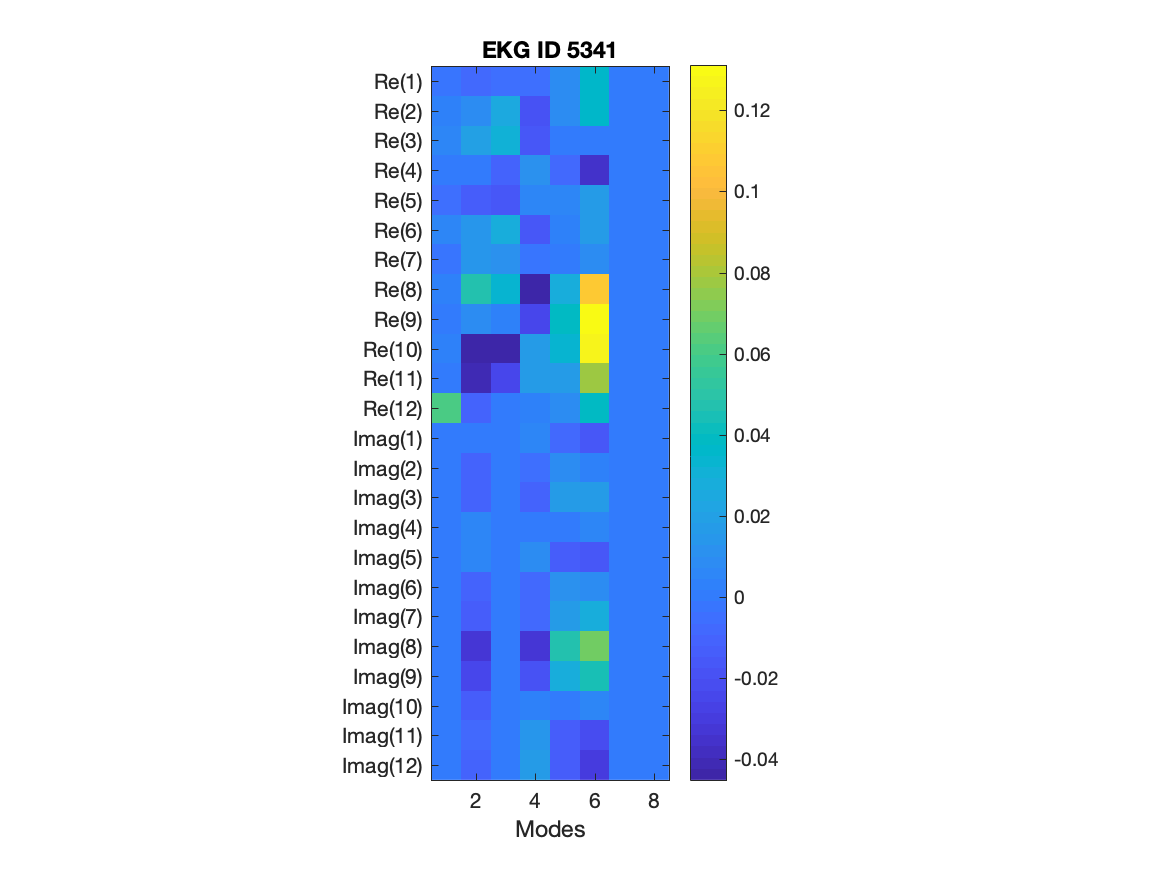 EKG ID 5341
Re(1)
Re(2)
Re(3)
Re(4)
Re(5)
Re(6)
Re(7)
Re(8)
Re(9)
Re(10)
Re(11)
Re(12)
Imag(1)
Imag(2)
Imag(3)
Imag(4)
Imag(5)
Imag(6)
Imag(7)
Imag(8)
Imag(9)
Imag(10)
Imag(11)
Imag(12)
2 4 6 8
Modes
0.12
0.1
0.08
0.06
0.04
0.02
0
-0.02
-0.04